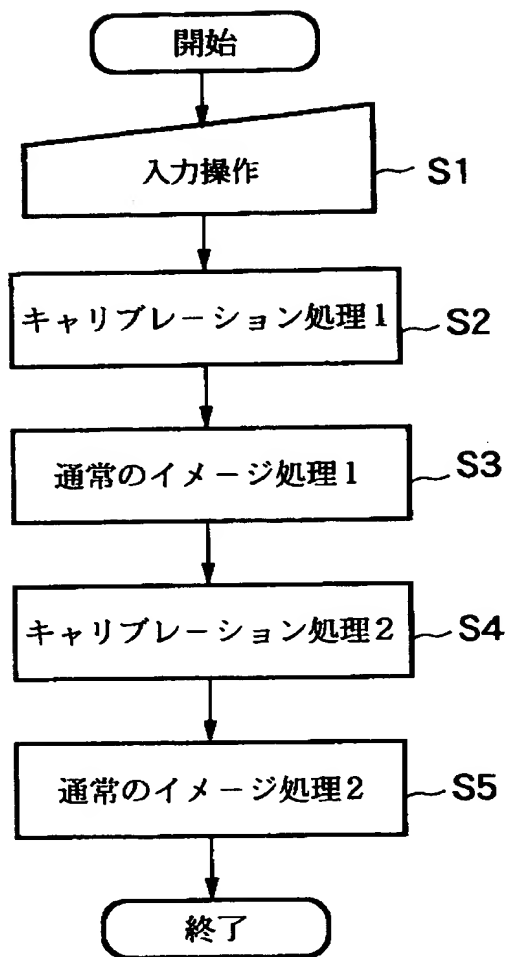 開始
入力操作
S1
キャリブレーション処理1
S2
通常のイメージ処理1
S3
キャリブレーション処理2
S4
通常のイメージ処理2
S5
終了